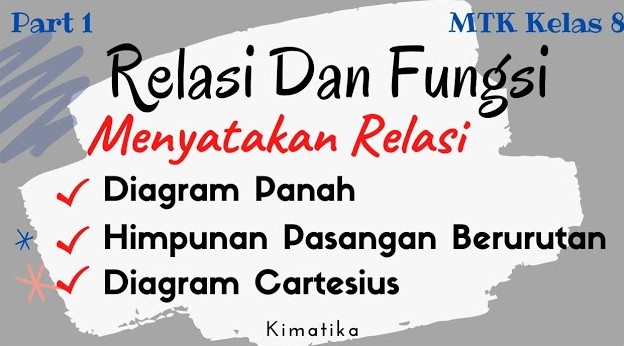 Part 1
MTK Kelas 8
Relasi Dan Fungsi
Menyatakan Relasi
Diagram Panah
Himpunan Pasangan Berurutan
Diagram Cartesius
Kimatika